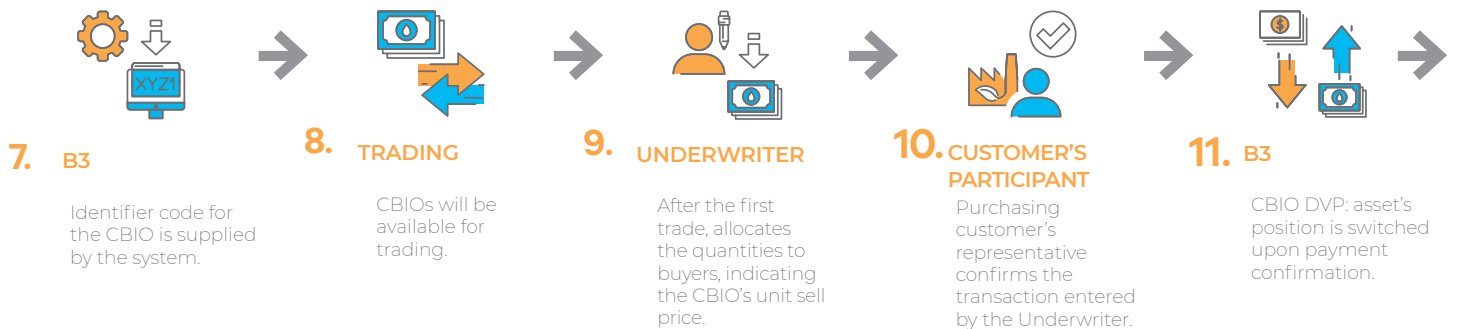 XYZ1
7. B3
Identifier code for
the CBIO is supplied
by the system.
8. TRADING
CBIOs will be
available for
trading.
9. UNDERWRITER
After the first
trade, allocates
the quantities to
buyers, indicating
the CBIO's unit sell
price.
10. CUSTOMER'S
PARTICIPANT
Purchasing
customer's
representative
confirms the
transaction entered
by the Underwriter.
$
11. B3
CBIO DVP: asset's
position is switched
upon payment
confirmation.